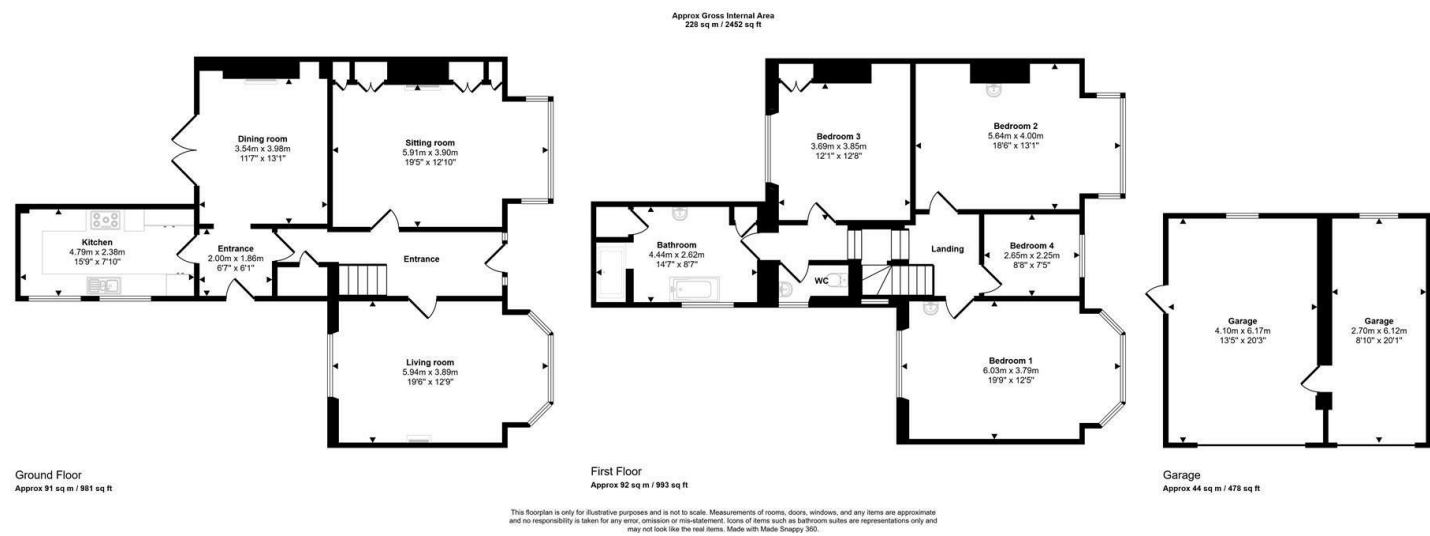 Approx Gross Internal Area
228 sq m / 2452 sq ft
Dining room
3.54m x 3.98m
11'7" x 13'1"
Sitting room
5.91m x 3.90m
19'5" x 12'10"
Kitchen
4.79m x 2.38m
15'9" x 7'10"
Entrance
2.00m x 1.86m
6'7" x 6'1"
Entrance
Living room
5.94m x 3.89m
19'6" x 12'9"
Ground Floor
Approx 91 sq m / 981 sq ft
Bedroom 3
3.69m x 3.85m
12'1" x 12'8"
Bedroom 2
5.64m x 4.00m
18'6" x 13'1"
Bathroom
4.44m x 2.62m
14'7" x 8'7"
WC
Landing
Bedroom 4
2.65m x 2.25m
8'8" x 7'5"
Bedroom 1
6.03m x 3.79m
19'9" x 12'5"
First Floor
Approx 92 sq m / 993 sq ft
Garage
4.10m x 6.17m
13'5" x 20'3"
Garage
2.70m x 6.12m
8'10" x 20'1"
Garage
Approx 44 sq m / 478 sq ft
This floorplan is only for illustrative purposes and is not to scale. Measurements of rooms, doors, windows, and any items are approximate
and no responsibility is taken for any error, omission or mis-statement. Icons of items such as bathroom suites are representations only and
may not look like the real items. Made with Made Snappy 360.